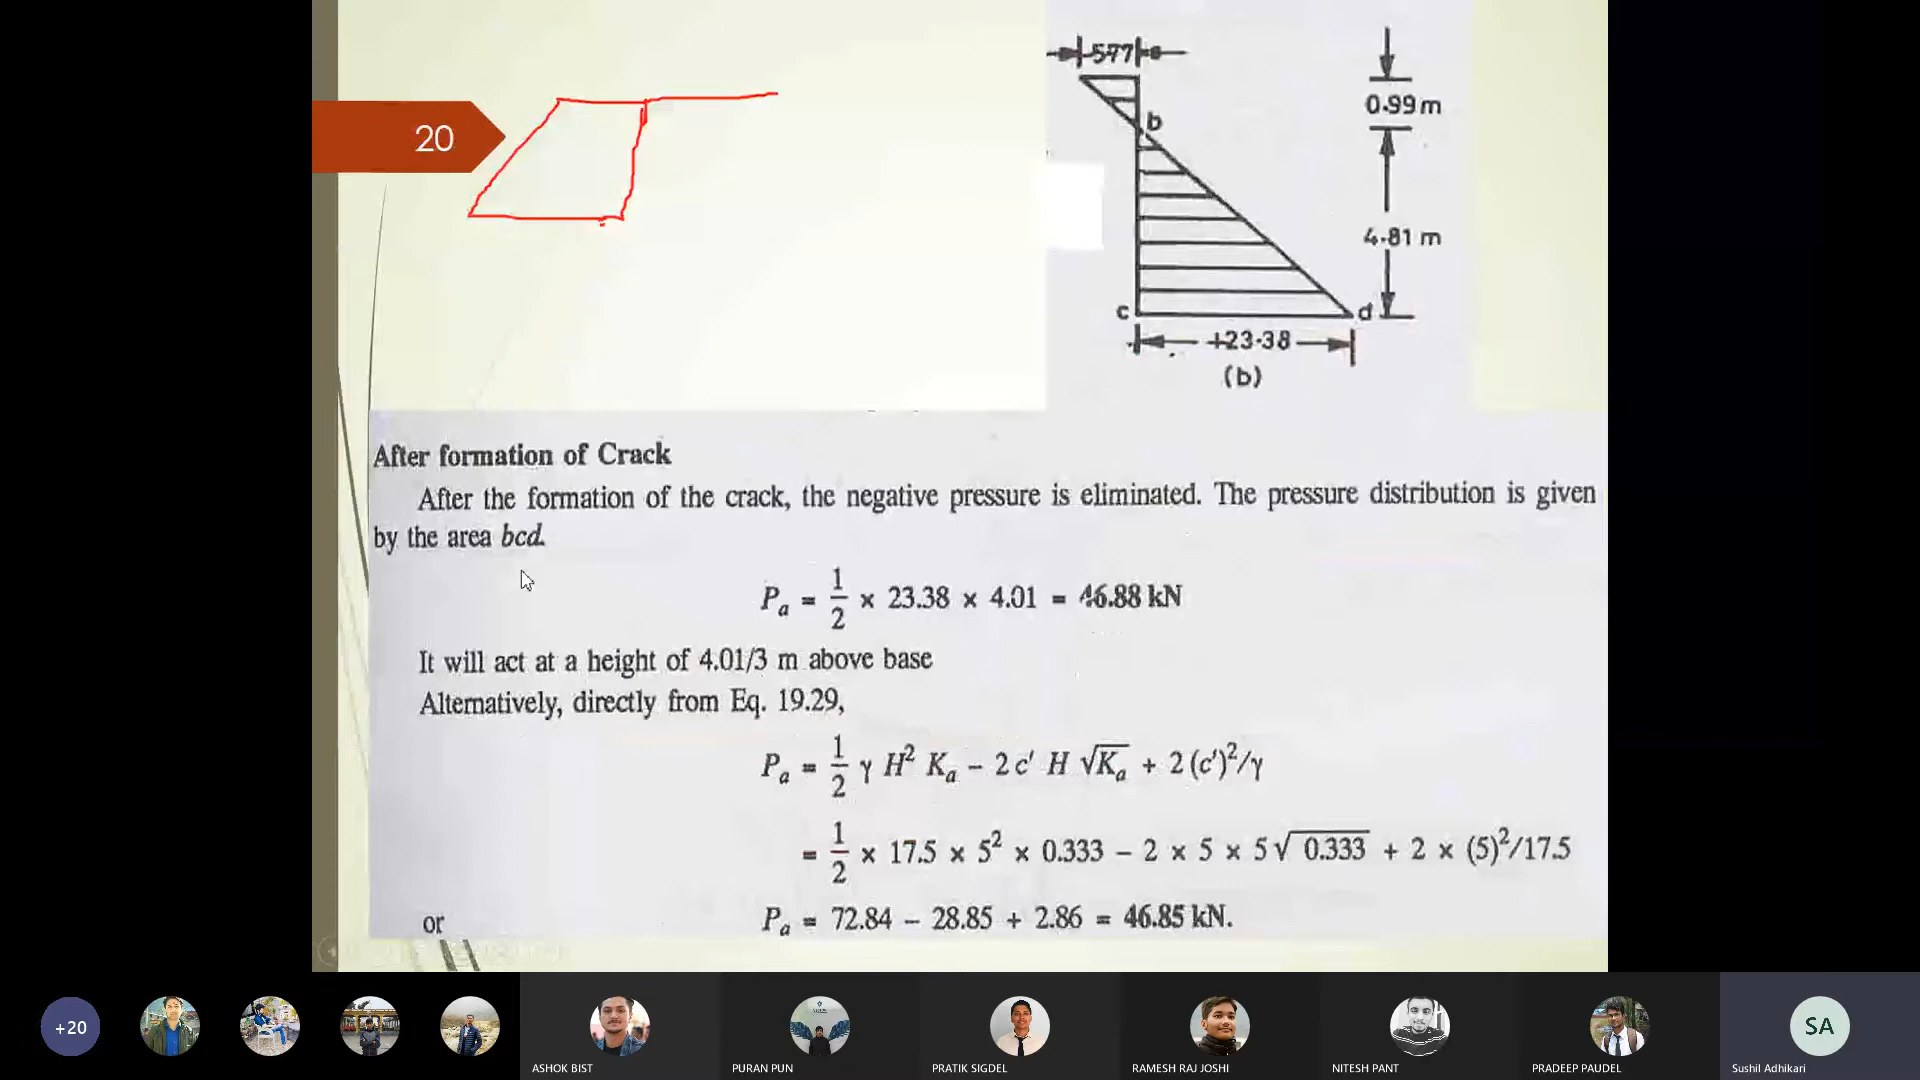 20
577
b
0.99 m
4.81 m
c
d
+23.38
(b)
After formation of Crack
After the formation of the crack, the negative pressure is eliminated. The pressure distribution is given
by the area bcd.
Pₐ = 1/2 × 23.38 × 4.01 = 46.88 kN
It will act at a height of 4.01/3 m above base
Alternatively, directly from Eq. 19.29,
Pₐ = 1/2 γ H² Kₐ − 2 c′ H √Kₐ + 2 (c′)²/γ
= 1/2 × 17.5 × 5² × 0.333 − 2 × 5 × 5√0.333 + 2 × (5)²/17.5
or Pₐ = 72.84 − 28.85 + 2.86 = 46.85 kN.
+20
ASHOK BIST
PURAN PUN
PRATIK SIGDEL
RAMESH RAJ JOSHI
NITESH PANT
PRADEEP PAUDEL
SA
Sushil Adhikari